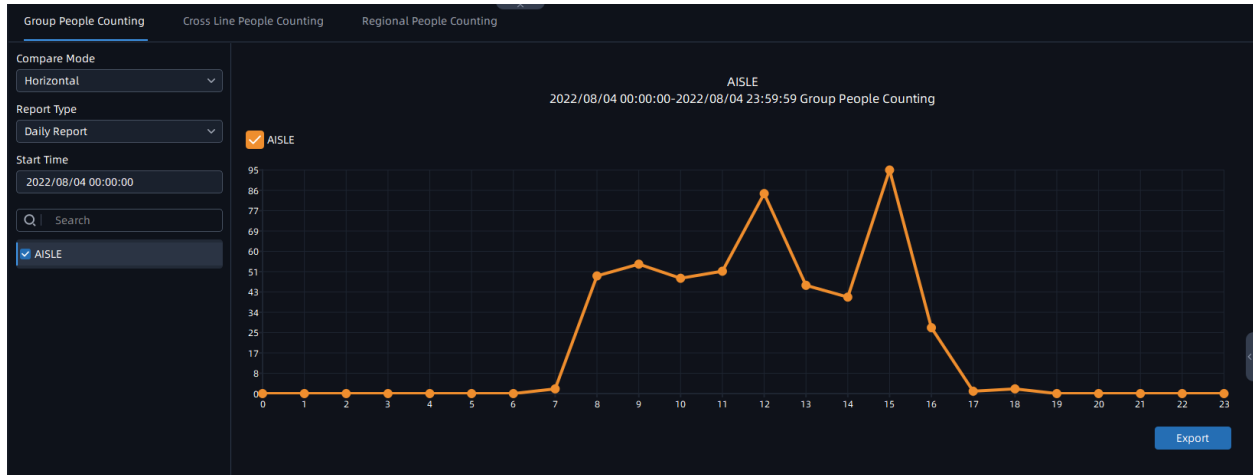 Group People Counting Cross Line People Counting Regional People Counting
Compare Mode
Horizontal
Report Type
Daily Report
Start Time
2022/08/04 00:00:00
Search
AISLE
AISLE
2022/08/04 00:00:00-2022/08/04 23:59:59 Group People Counting
AISLE
95
86
77
69
60
51
43
34
25
17
8
0
0 1 2 3 4 5 6 7 8 9 10 11 12 13 14 15 16 17 18 19 20 21 22 23
Export